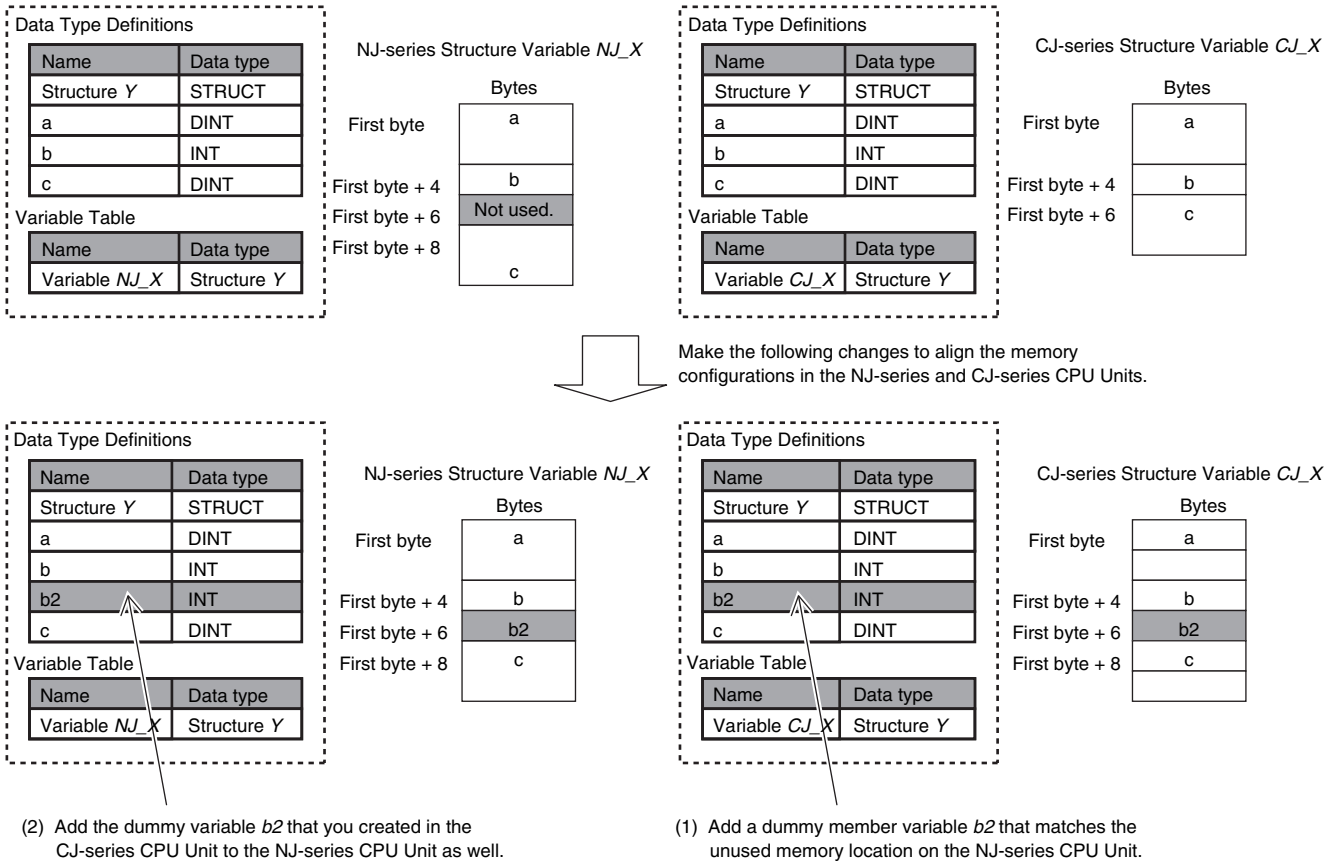 Data Type Definitions
Name Data type
Structure Y STRUCT
a DINT
b INT
c DINT
Variable Table
Name Data type
Variable NJ_X Structure Y
NJ-series Structure Variable NJ_X
Bytes
First byte a
First byte + 4 b
First byte + 6 Not used.
First byte + 8
c
Data Type Definitions
Name Data type
Structure Y STRUCT
a DINT
b INT
c DINT
Variable Table
Name Data type
Variable CJ_X Structure Y
CJ-series Structure Variable CJ_X
Bytes
First byte a
First byte + 4 b
First byte + 6 c
Make the following changes to align the memory
configurations in the NJ-series and CJ-series CPU Units.
Data Type Definitions
Name Data type
Structure Y STRUCT
a DINT
b INT
b2 INT
c DINT
Variable Table
Name Data type
Variable NJ_X Structure Y
NJ-series Structure Variable NJ_X
Bytes
First byte a
First byte + 4 b
First byte + 6 b2
First byte + 8 c
Data Type Definitions
Name Data type
Structure Y STRUCT
a DINT
b INT
b2 INT
c DINT
Variable Table
Name Data type
Variable CJ_X Structure Y
CJ-series Structure Variable CJ_X
Bytes
First byte a
First byte + 4 b
First byte + 6 b2
First byte + 8 c
(2) Add the dummy variable b2 that you created in the
CJ-series CPU Unit to the NJ-series CPU Unit as well.
(1) Add a dummy member variable b2 that matches the
unused memory location on the NJ-series CPU Unit.